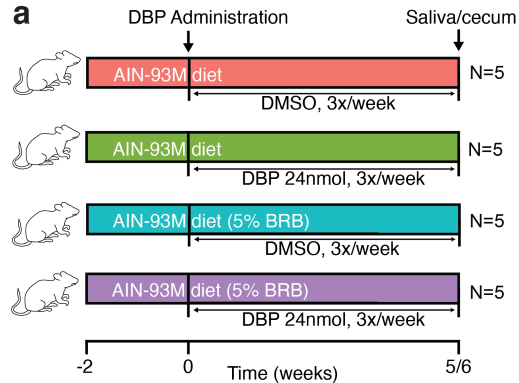 a
DBP Administration
Saliva/cecum
AIN-93M diet
N=5
DMSO, 3x/week
AIN-93M diet
N=5
DBP 24nmol, 3x/week
AIN-93M diet (5% BRB)
N=5
DMSO, 3x/week
AIN-93M diet (5% BRB)
N=5
DBP 24nmol, 3x/week
-2 0 5/6
Time (weeks)